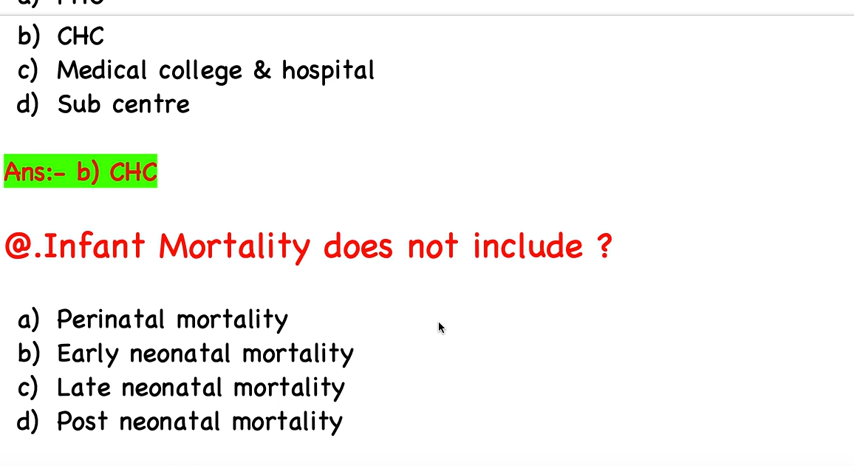 b) CHC
c) Medical college & hospital
d) Sub centre
Ans:- b) CHC
@.Infant Mortality does not include ?
a) Perinatal mortality
b) Early neonatal mortality
c) Late neonatal mortality
d) Post neonatal mortality